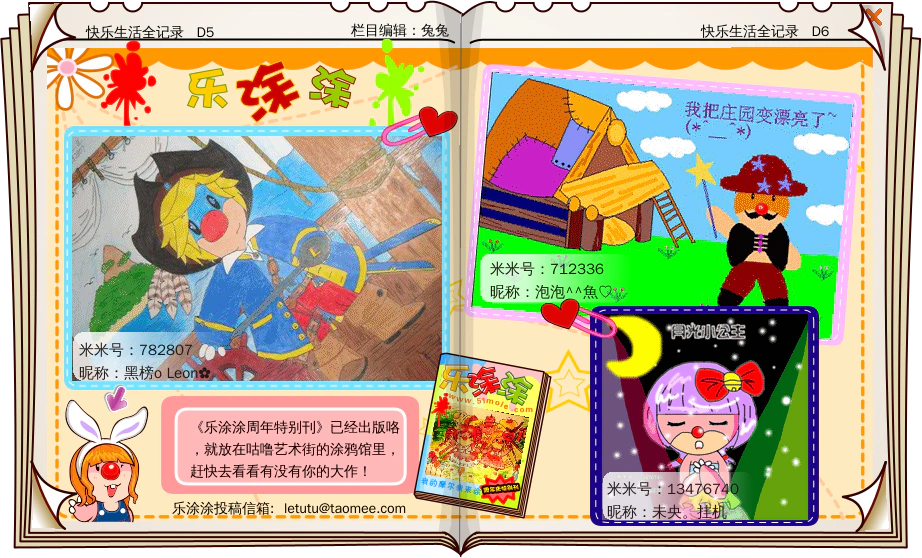 快乐生活全记录 D5
栏目编辑：兔兔
乐涂涂
米米号：782807
昵称：黑榜o Leon✿
《乐涂涂周年特别刊》已经出版咯
，就放在咕噜艺术街的涂鸦馆里，
赶快去看看有没有你的大作！
乐涂涂投稿信箱: letutu@taomee.com
乐涂涂
www.51mole.com
快乐生活全记录 D6
我把庄园变漂亮了~
(*^__^*)
米米号：712336
昵称：泡泡^^魚♡
月光小公主
米米号：13476740
昵称：未央、挂机